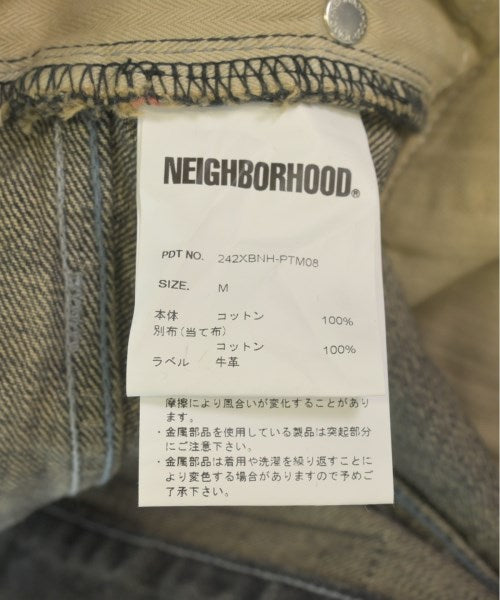 NEIGHBORHOOD®
PDT NO. 242XBNH-PTM08
SIZE. M
本体 コットン 100%
別布(当て布)
コットン 100%
ラベル 牛革
摩擦により風合いが変化することがあり
ます。
・金属部品を使用している製品は突起部分
にご注意下さい。
・金属部品は着用や洗濯を繰り返すことに
より変色する場合がありますので予めご
了承下さい。